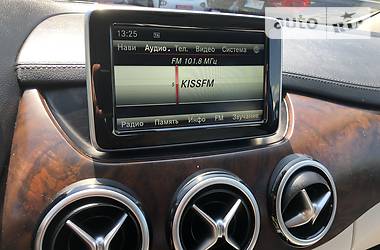 auto RIA
13:25
Нави Аудио Тел. Видео Система
FM 101.8 МГц
KISSFM
Радио Память Инфо FM Звучание